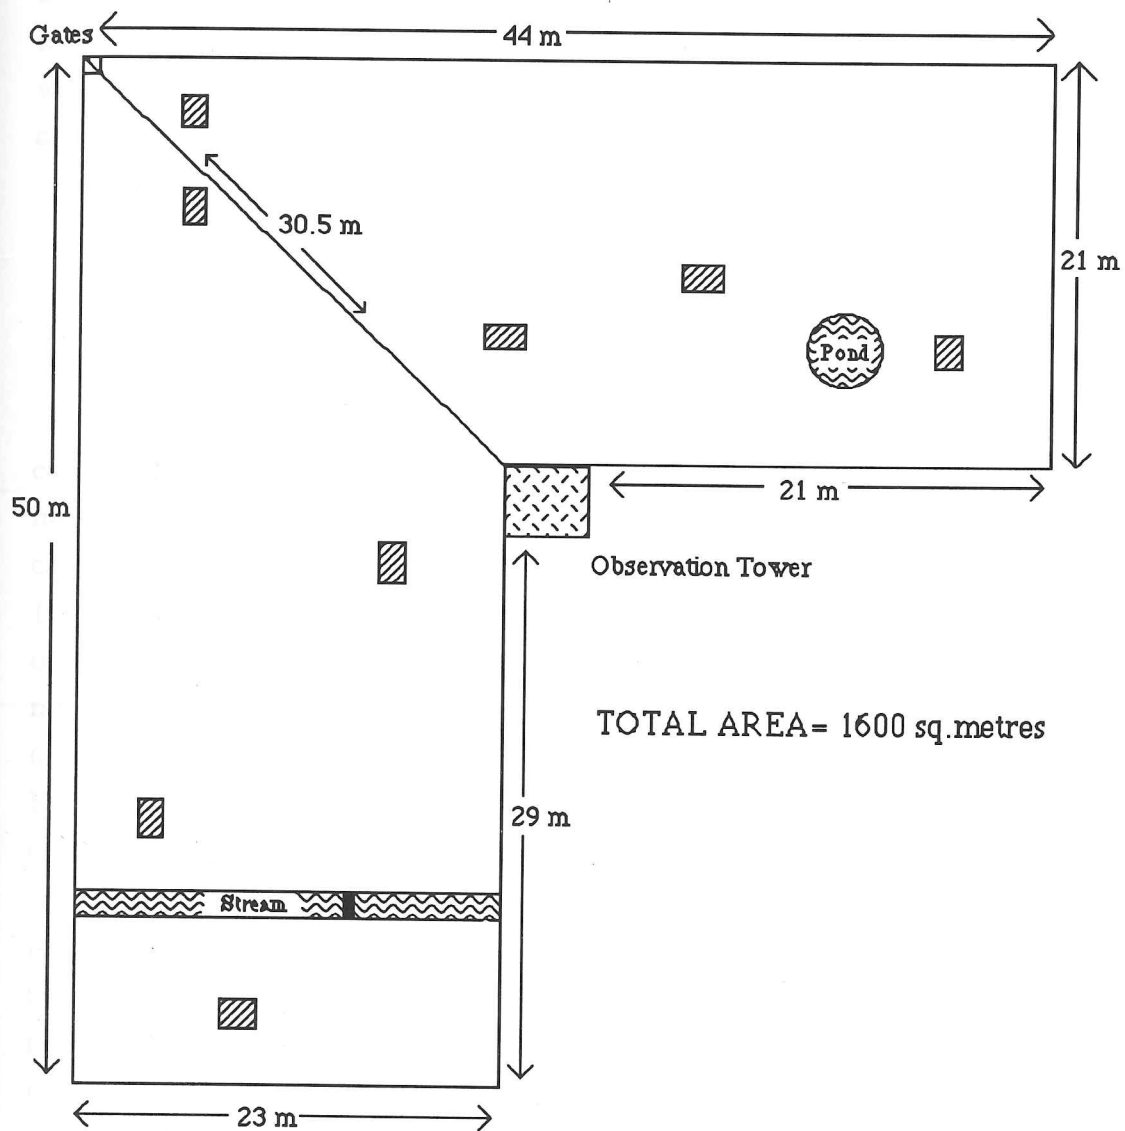 Gates
44 m
30.5 m
21 m
Pond
21 m
50 m
Observation Tower
TOTAL AREA= 1600 sq.metres
29 m
Stream
23 m